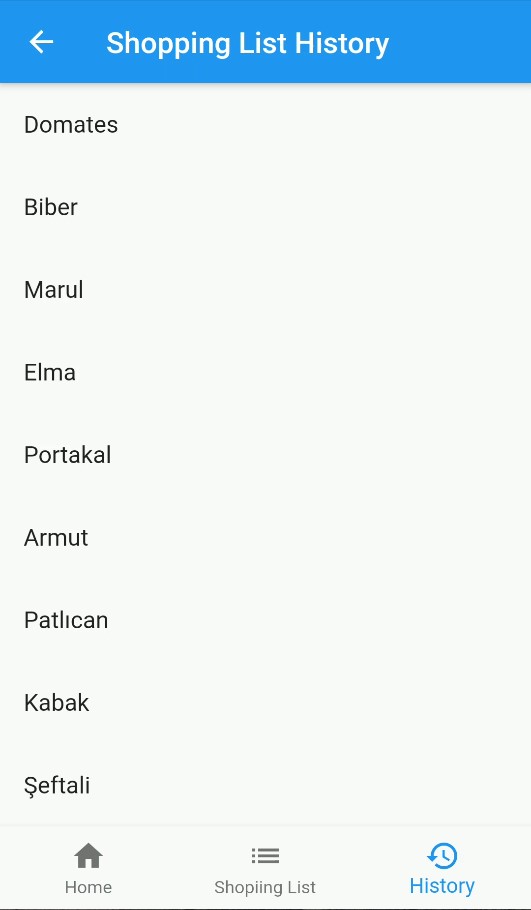 Shopping List History
Domates
Biber
Marul
Elma
Portakal
Armut
Patlıcan
Kabak
Şeftali
Home
Shopiing List
History